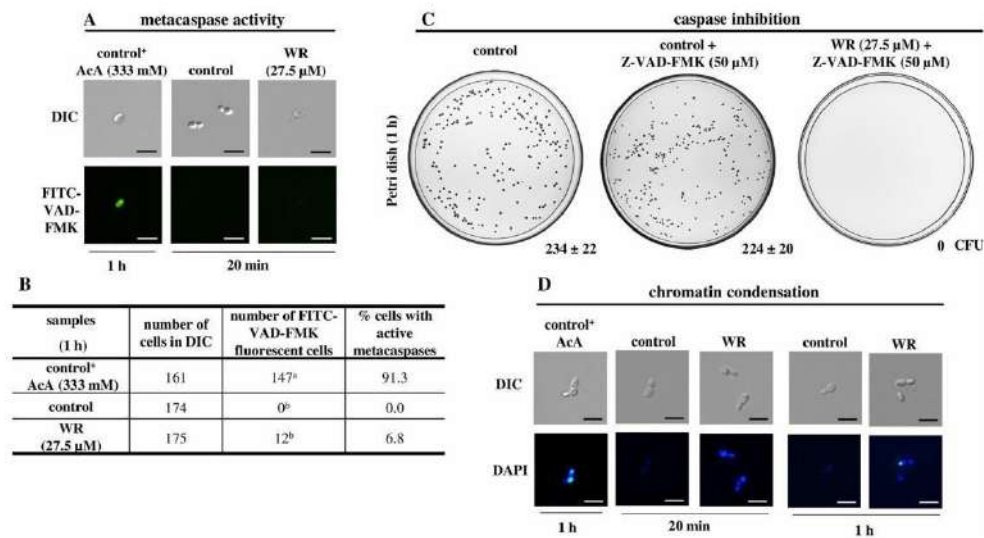 A
metacaspase activity
control⁺
AcA (333 mM)
control
WR
(27.5 µM)
DIC
FITC-
VAD-
FMK
1 h
20 min
B
samples
(1 h)
number of
cells in DIC
number of FITC-
VAD-FMK
fluorescent cells
% cells with
active
metacaspases
control⁺
AcA (333 mM)
161
147ᵃ
91.3
control
174
0ᵇ
0.0
WR
(27.5 µM)
175
12ᵇ
6.8
C
caspase inhibition
control
control +
Z-VAD-FMK (50 µM)
WR (27.5 µM) +
Z-VAD-FMK (50 µM)
Petri dish (1 h)
234 ± 22
224 ± 20
0 CFU
D
chromatin condensation
control⁺
AcA
control
WR
control
WR
DIC
DAPI
1 h
20 min
1 h